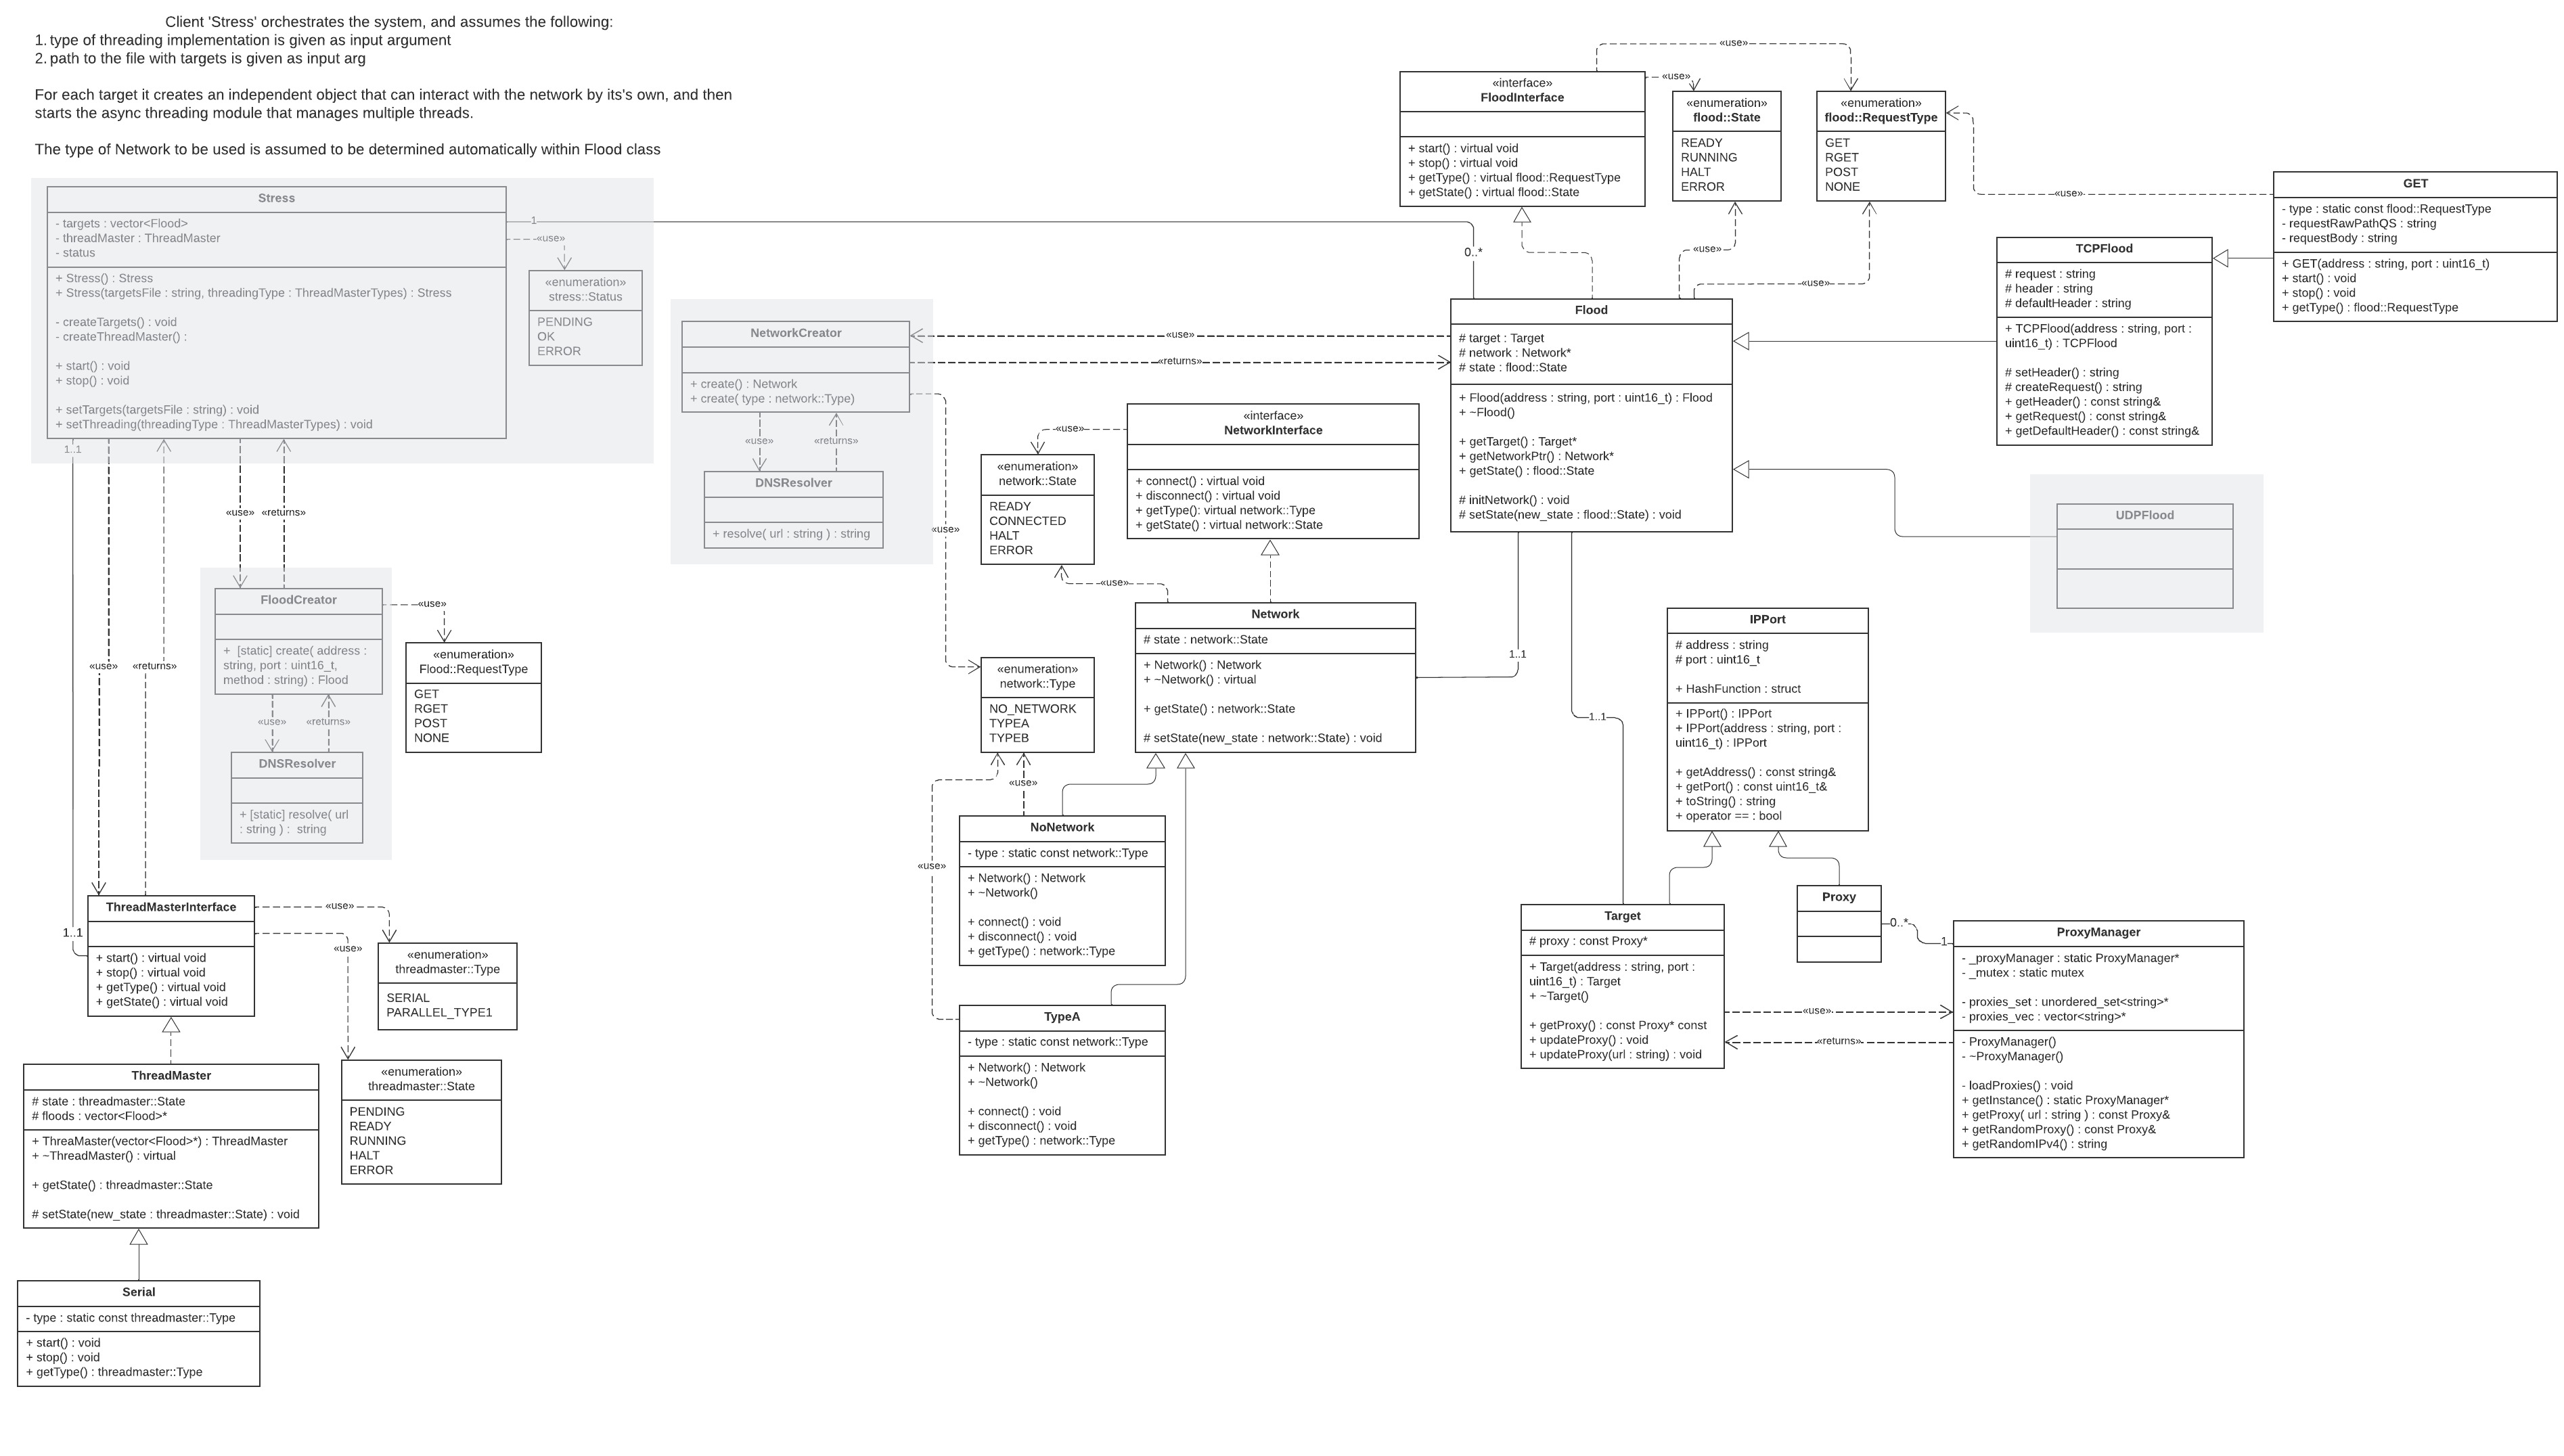 Client 'Stress' orchestrates the system, and assumes the following:
1. type of threading implementation is given as input argument
2. path to the file with targets is given as input arg
For each target it creates an independent object that can interact with the network by its's own, and then
starts the async threading module that manages multiple threads.
The type of Network to be used is assumed to be determined automatically within Flood class
Stress
- targets : vector<Flood>
- threadMaster : ThreadMaster
- status
+ Stress() : Stress
+ Stress(targetsFile : string, threadingType : ThreadMasterTypes) : Stress
- createTargets() : void
- createThreadMaster() :
+ start() : void
+ stop() : void
+ setTargets(targetsFile : string) : void
+ setThreading(threadingType : ThreadMasterTypes) : void
1
«use»
«enumeration»
stress::Status
PENDING
OK
ERROR
1..1
«use»
«returns»
«use»
«returns»
FloodCreator
+ [static] create( address :
string, port : uint16_t,
method : string) : Flood
«use»
«enumeration»
Flood::RequestType
GET
RGET
POST
NONE
«use»
«returns»
DNSResolver
+ [static] resolve( url
: string ) : string
1..1
ThreadMasterInterface
+ start() : virtual void
+ stop() : virtual void
+ getType() : virtual void
+ getState() : virtual void
«use»
«use»
«enumeration»
threadmaster::Type
SERIAL
PARALLEL_TYPE1
«enumeration»
threadmaster::State
PENDING
READY
RUNNING
HALT
ERROR
ThreadMaster
# state : threadmaster::State
# floods : vector<Flood>*
+ ThreaMaster(vector<Flood>*) : ThreadMaster
+ ~ThreadMaster() : virtual
+ getState() : threadmaster::State
# setState(new_state : threadmaster::State) : void
Serial
- type : static const threadmaster::Type
+ start() : void
+ stop() : void
+ getType() : threadmaster::Type
NetworkCreator
+ create() : Network
+ create( type : network::Type)
«use»
«returns»
DNSResolver
+ resolve( url : string ) : string
«use»
«returns»
«use»
«interface»
NetworkInterface
+ connect() : virtual void
+ disconnect() : virtual void
+ getType(): virtual network::Type
+ getState() : virtual network::State
«use»
«enumeration»
network::State
READY
CONNECTED
HALT
ERROR
«use»
Network
# state : network::State
+ Network() : Network
+ ~Network() : virtual
+ getState() : network::State
# setState(new_state : network::State) : void
«enumeration»
network::Type
NO_NETWORK
TYPEA
TYPEB
«use»
«use»
NoNetwork
- type : static const network::Type
+ Network() : Network
+ ~Network()
+ connect() : void
+ disconnect() : void
+ getType() : network::Type
TypeA
- type : static const network::Type
+ Network() : Network
+ ~Network()
+ connect() : void
+ disconnect() : void
+ getType() : network::Type
«interface»
FloodInterface
+ start() : virtual void
+ stop() : virtual void
+ getType() : virtual flood::RequestType
+ getState() : virtual flood::State
«use»
«use»
«enumeration»
flood::State
READY
RUNNING
HALT
ERROR
«enumeration»
flood::RequestType
GET
RGET
POST
NONE
«use»
«use»
«use»
0..*
Flood
# target : Target
# network : Network*
# state : flood::State
+ Flood(address : string, port : uint16_t) : Flood
+ ~Flood()
+ getTarget() : Target*
+ getNetworkPtr() : Network*
+ getState() : flood::State
# initNetwork() : void
# setState(new_state : flood::State) : void
GET
- type : static const flood::RequestType
- requestRawPathQS : string
- requestBody : string
+ GET(address : string, port : uint16_t)
+ start() : void
+ stop() : void
+ getType() : flood::RequestType
TCPFlood
# request : string
# header : string
# defaultHeader : string
+ TCPFlood(address : string, port :
uint16_t) : TCPFlood
# setHeader() : string
# createRequest() : string
+ getHeader() : const string&
+ getRequest() : const string&
+ getDefaultHeader() : const string&
UDPFlood
1..1
1..1
IPPort
# address : string
# port : uint16_t
+ HashFunction : struct
+ IPPort() : IPPort
+ IPPort(address : string, port :
uint16_t) : IPPort
+ getAddress() : const string&
+ getPort() : const uint16_t&
+ toString() : string
+ operator == : bool
Target
# proxy : const Proxy*
+ Target(address : string, port :
uint16_t) : Target
+ ~Target()
+ getProxy() : const Proxy* const
+ updateProxy() : void
+ updateProxy(url : string) : void
Proxy
0..*
1
«use»
«returns»
ProxyManager
- _proxyManager : static ProxyManager*
- _mutex : static mutex
- proxies_set : unordered_set<string>*
- proxies_vec : vector<string>*
- ProxyManager()
- ~ProxyManager()
- loadProxies() : void
+ getInstance() : static ProxyManager*
+ getProxy( url : string ) : const Proxy&
+ getRandomProxy() : const Proxy&
+ getRandomIPv4() : string